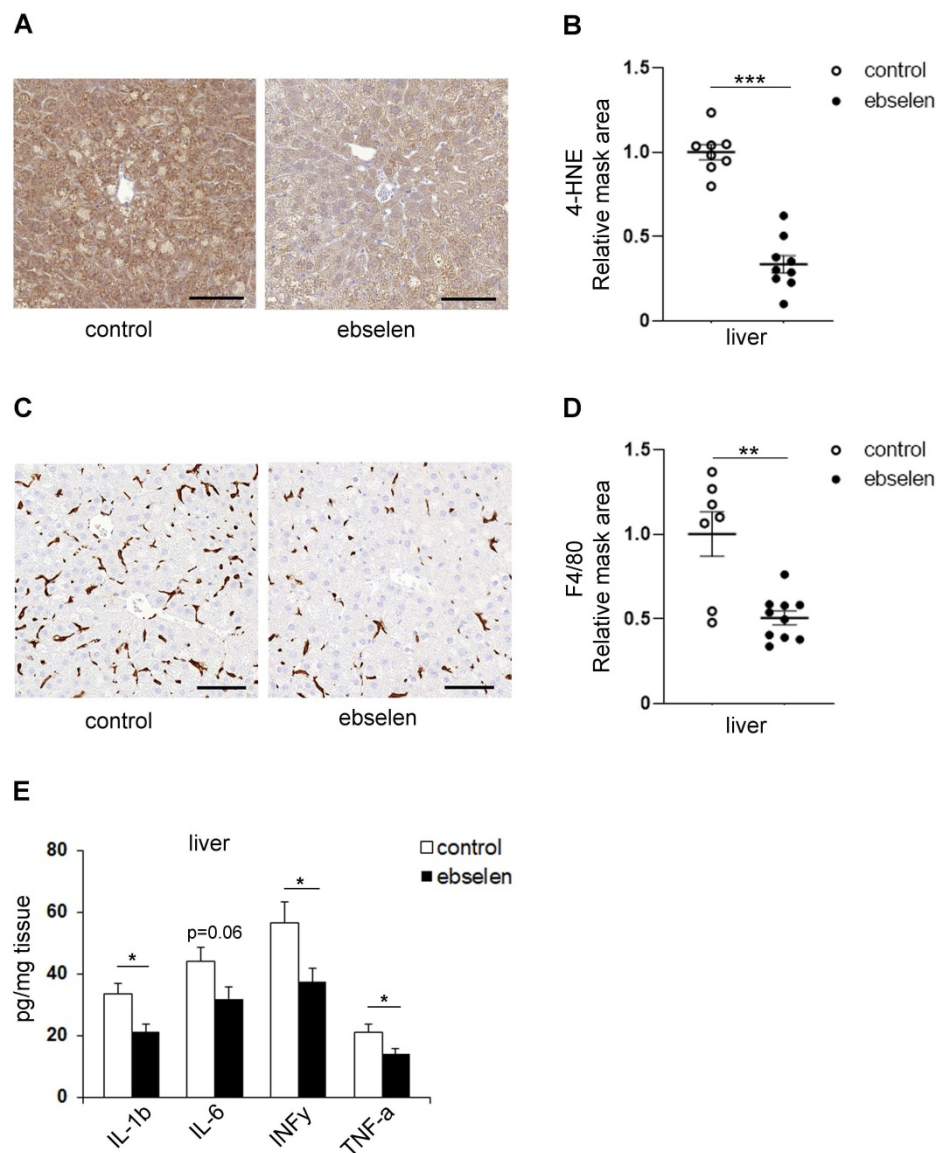 A
control
ebselen
B
1.5
1.0
0.5
0
4-HNE
Relative mask area
***
control
ebselen
liver
C
control
ebselen
D
1.5
1.0
0.5
0
F4/80
Relative mask area
**
control
ebselen
liver
E
liver
control
ebselen
80
60
40
20
0
pg/mg tissue
*
p=0.06
*
*
IL-1b
IL-6
INFy
TNF-a